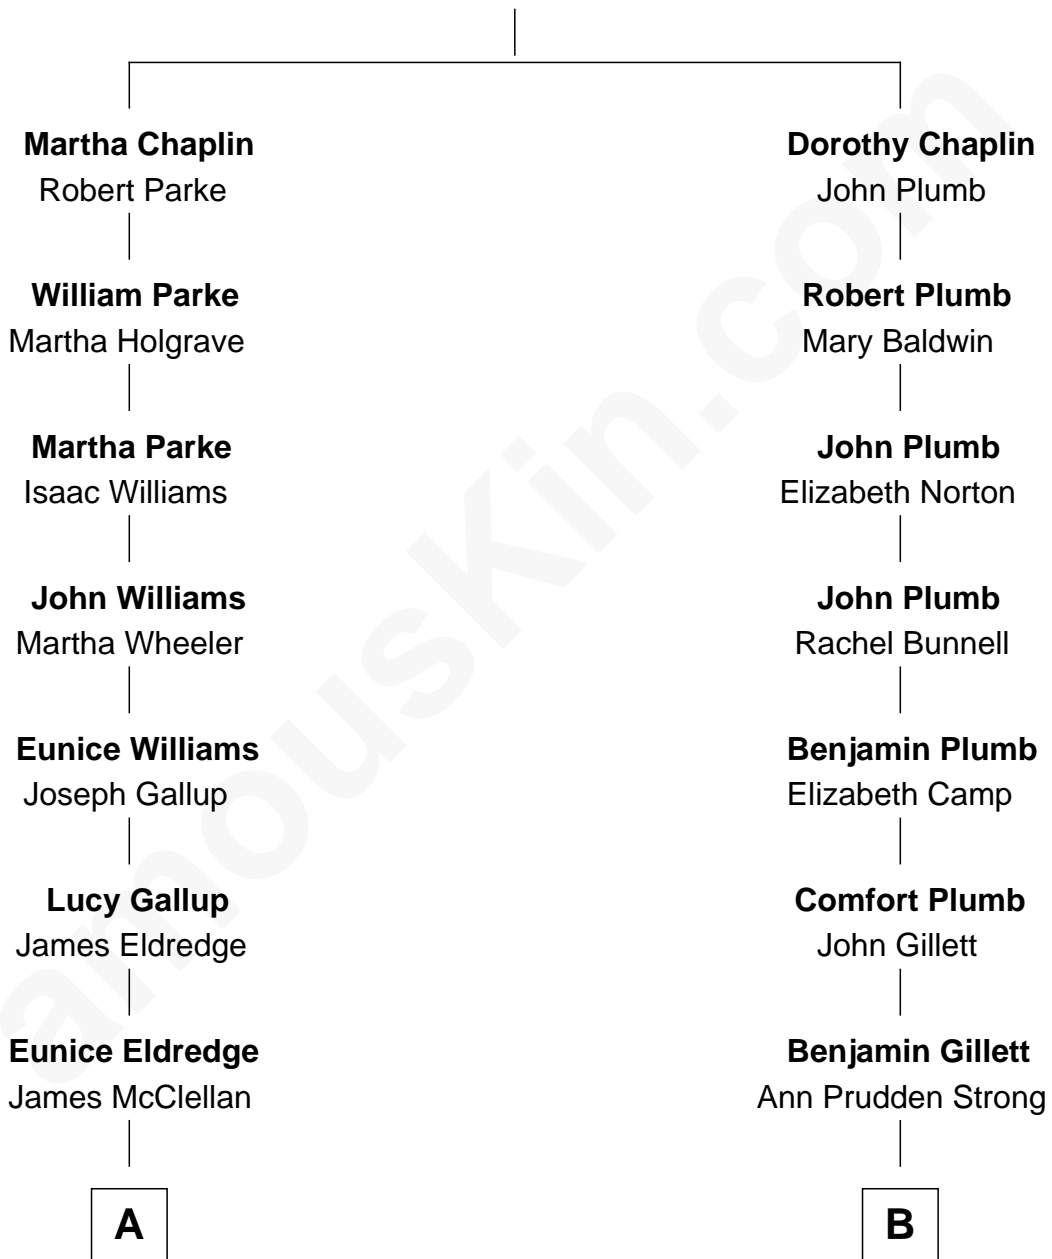 Martha Chaplin
Robert Parke
William Parke
Martha Holgrave
Martha Parke
Isaac Williams
John Williams
Martha Wheeler
Eunice Williams
Joseph Gallup
Lucy Gallup
James Eldredge
Eunice Eldredge
James McClellan
A
Dorothy Chaplin
John Plumb
Robert Plumb
Mary Baldwin
John Plumb
Elizabeth Norton
John Plumb
Rachel Bunnell
Benjamin Plumb
Elizabeth Camp
Comfort Plumb
John Gillett
Benjamin Gillett
Ann Prudden Strong
B
amouskin.com